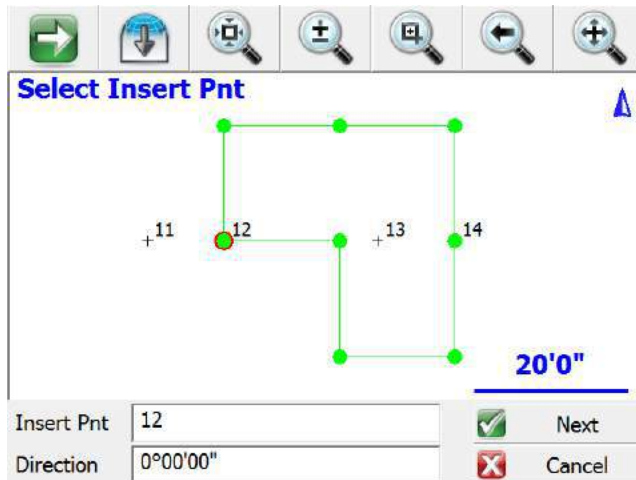 Select Insert Pnt
11
12
13
14
20'0"
Insert Pnt 12 Next
Direction 0°00'00" Cancel